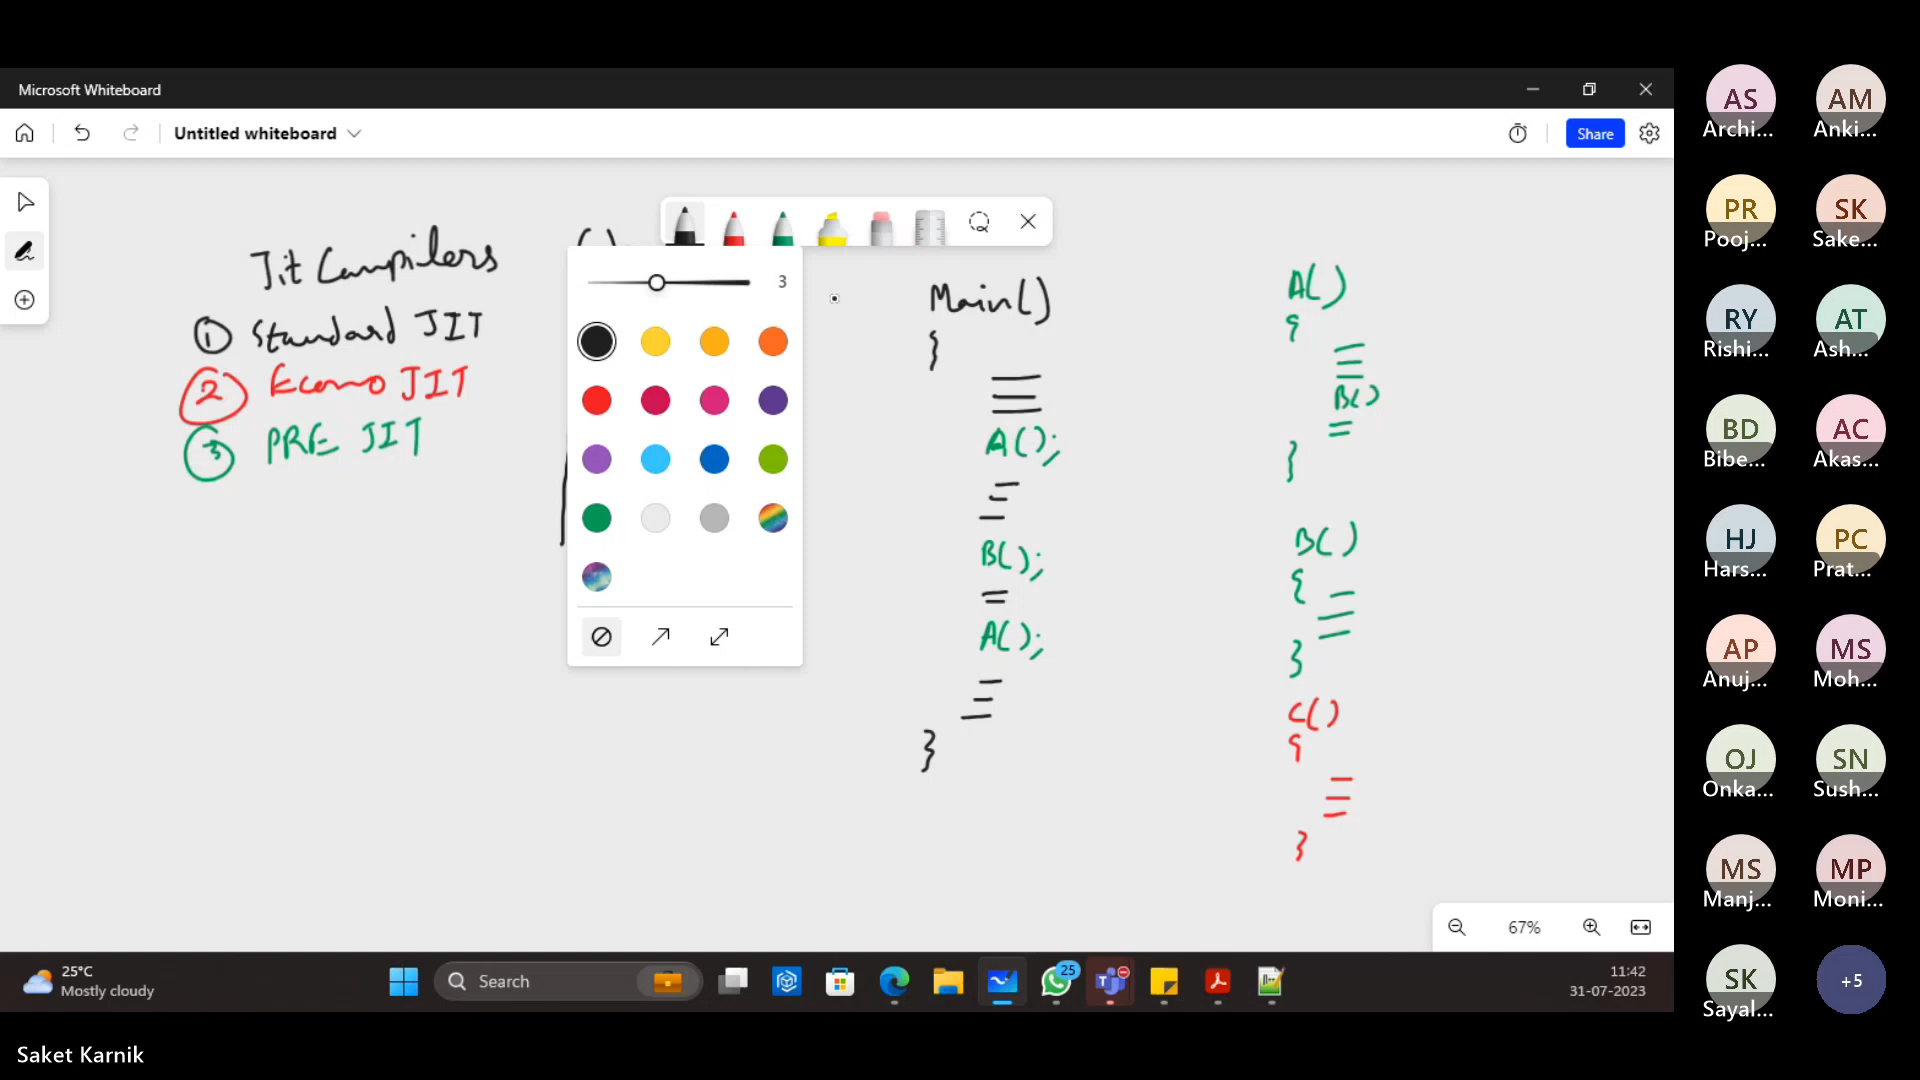 Microsoft Whiteboard
Untitled whiteboard
Share
Jit Compilers
① Standard JIT
② Econo JIT
③ PRE JIT
();
3
Main()
{
A();
B();
A();
}
A()
{
B()
}
B()
{
}
C()
{
}
67%
AS
Archi...
AM
Anki...
PR
Pooj...
SK
Sake...
RY
Rishi...
AT
Ash...
BD
Bibe...
AC
Akas...
HJ
Hars...
PC
Prat...
AP
Anuj...
MS
Moh...
OJ
Onka...
SN
Sush...
MS
Manj...
MP
Moni...
SK
Sayal...
+5
25°C
Mostly cloudy
Search
25
11:42
31-07-2023
Saket Karnik